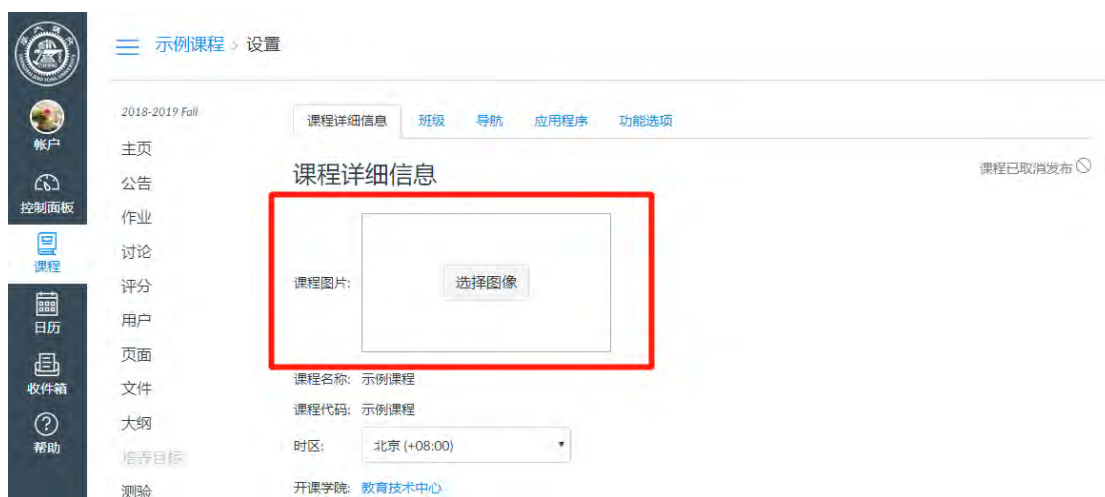 示例课程 > 设置
帐户
控制面板
课程
日历
收件箱
帮助
2018-2019 Fall
主页
公告
作业
讨论
评分
用户
页面
文件
大纲
培养目标
测验
课程详细信息 班级 导航 应用程序 功能选项
课程详细信息
课程已取消发布
课程图片: 选择图像
课程名称: 示例课程
课程代码: 示例课程
时区: 北京 (+08:00)
开课学院: 教育技术中心